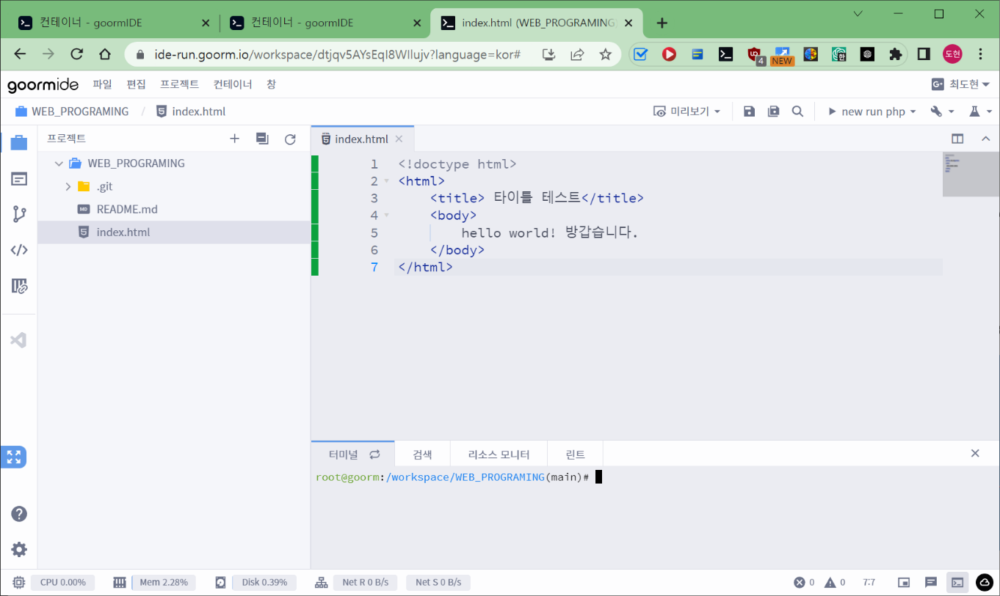 컨테이너 - goormIDE
컨테이너 - goormIDE
index.html (WEB_PROGRAMING)
ide-run.goorm.io/workspace/dtjqv5AYsEqI8WIlujv?language=kor#
4
NEW
한
도현
goormide 파일 편집 프로젝트 컨테이너 창
G+ 최도현
WEB_PROGRAMING / index.html
미리보기
new run php
프로젝트
index.html
WEB_PROGRAMING
.git
MD README.md
5 index.html
1 <!doctype html>
2 <html>
3 <title> 타이틀 테스트</title>
4 <body>
5 hello world! 방갑습니다.
6 </body>
7 </html>
터미널 검색 리소스 모니터 린트
root@goorm:/workspace/WEB_PROGRAMING(main)#
CPU 0.00% Mem 2.28% Disk 0.39% Net R 0 B/s Net S 0 B/s 0 0 7:7